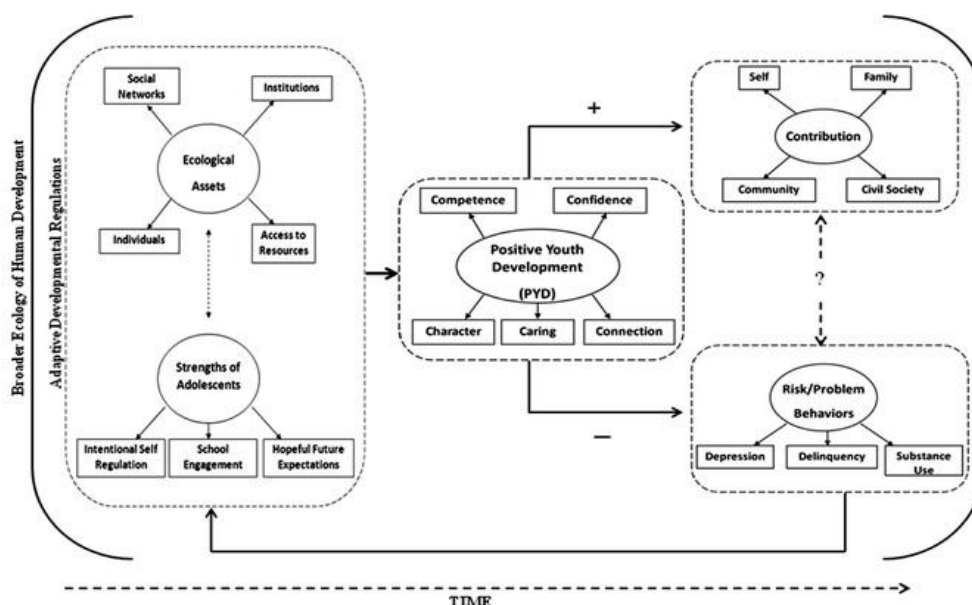 Broader Ecology of Human Development
Adaptive Developmental Regulations
Social
Networks
Institutions
Ecological
Assets
Individuals
Access to
Resources
Strengths of
Adolescents
Intentional Self
Regulation
School
Engagement
Hopeful Future
Expectations
Competence
Confidence
Positive Youth
Development
(PYD)
Character
Caring
Connection
+
−
Self
Family
Contribution
Community
Civil Society
?
Risk/Problem
Behaviors
Depression
Delinquency
Substance
Use
TIME